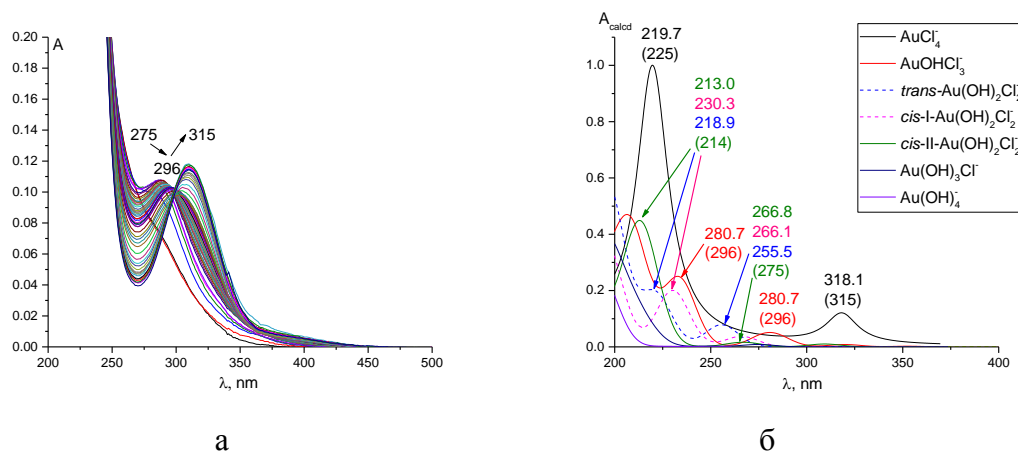 A
0.20
0.18
0.16
0.14
0.12
0.10
0.08
0.06
0.04
0.02
0.00
275
315
296
200 250 300 350 400 450 500
λ, nm
а
A_calcd
1.0
0.8
0.6
0.4
0.2
0.0
219.7
(225)
213.0
230.3
218.9
(214)
266.8
266.1
255.5
(275)
280.7
(296)
280.7
(296)
318.1
(315)
AuCl₄⁻
AuOHCl₃⁻
trans-Au(OH)₂Cl₂⁻
cis-I-Au(OH)₂Cl₂⁻
cis-II-Au(OH)₂Cl₂⁻
Au(OH)₃Cl⁻
Au(OH)₄⁻
200 250 300 350 400
λ, nm
б